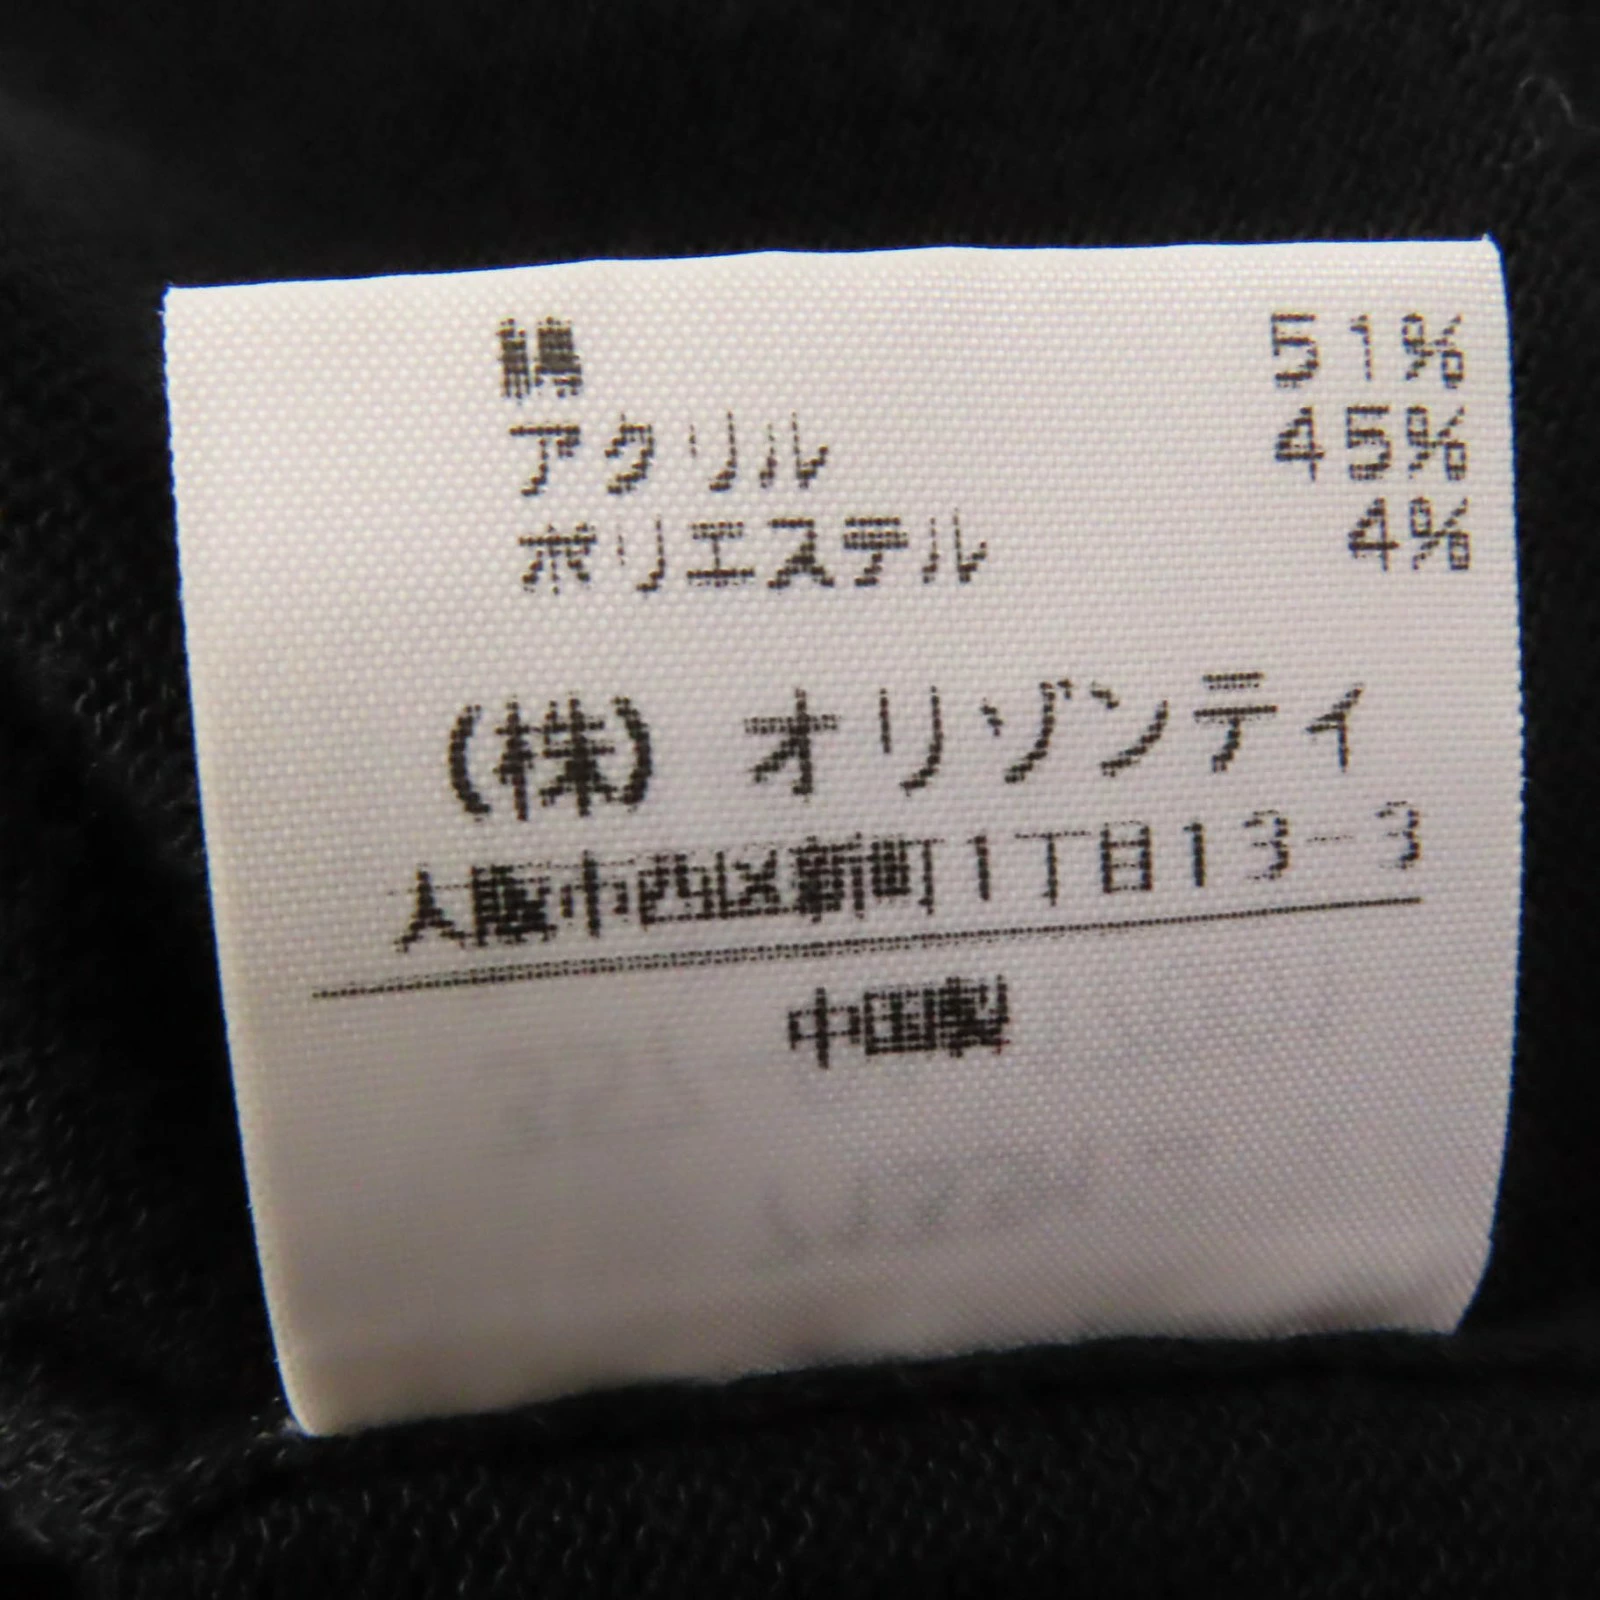 綿 51%
アクリル 45%
ポリエステル 4%
(株) オリゾンティ
大阪市西区新町1丁目13-3
中国製